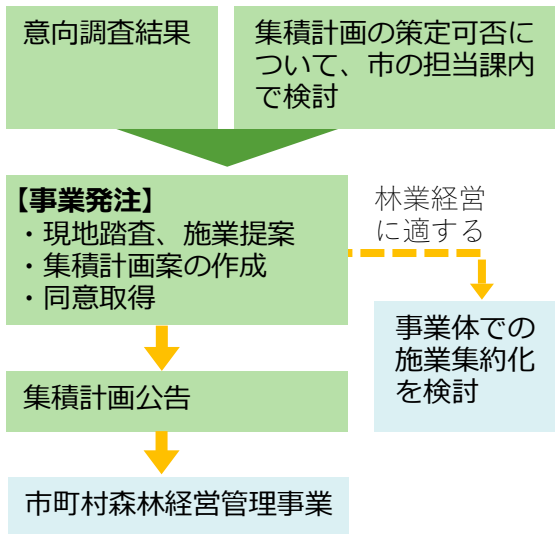 意向調査結果
集積計画の策定可否に
ついて、市の担当課内
で検討
【事業発注】
・現地踏査、施業提案
・集積計画案の作成
・同意取得
林業経営
に適する
事業体での
施業集約化
を検討
集積計画公告
市町村森林経営管理事業